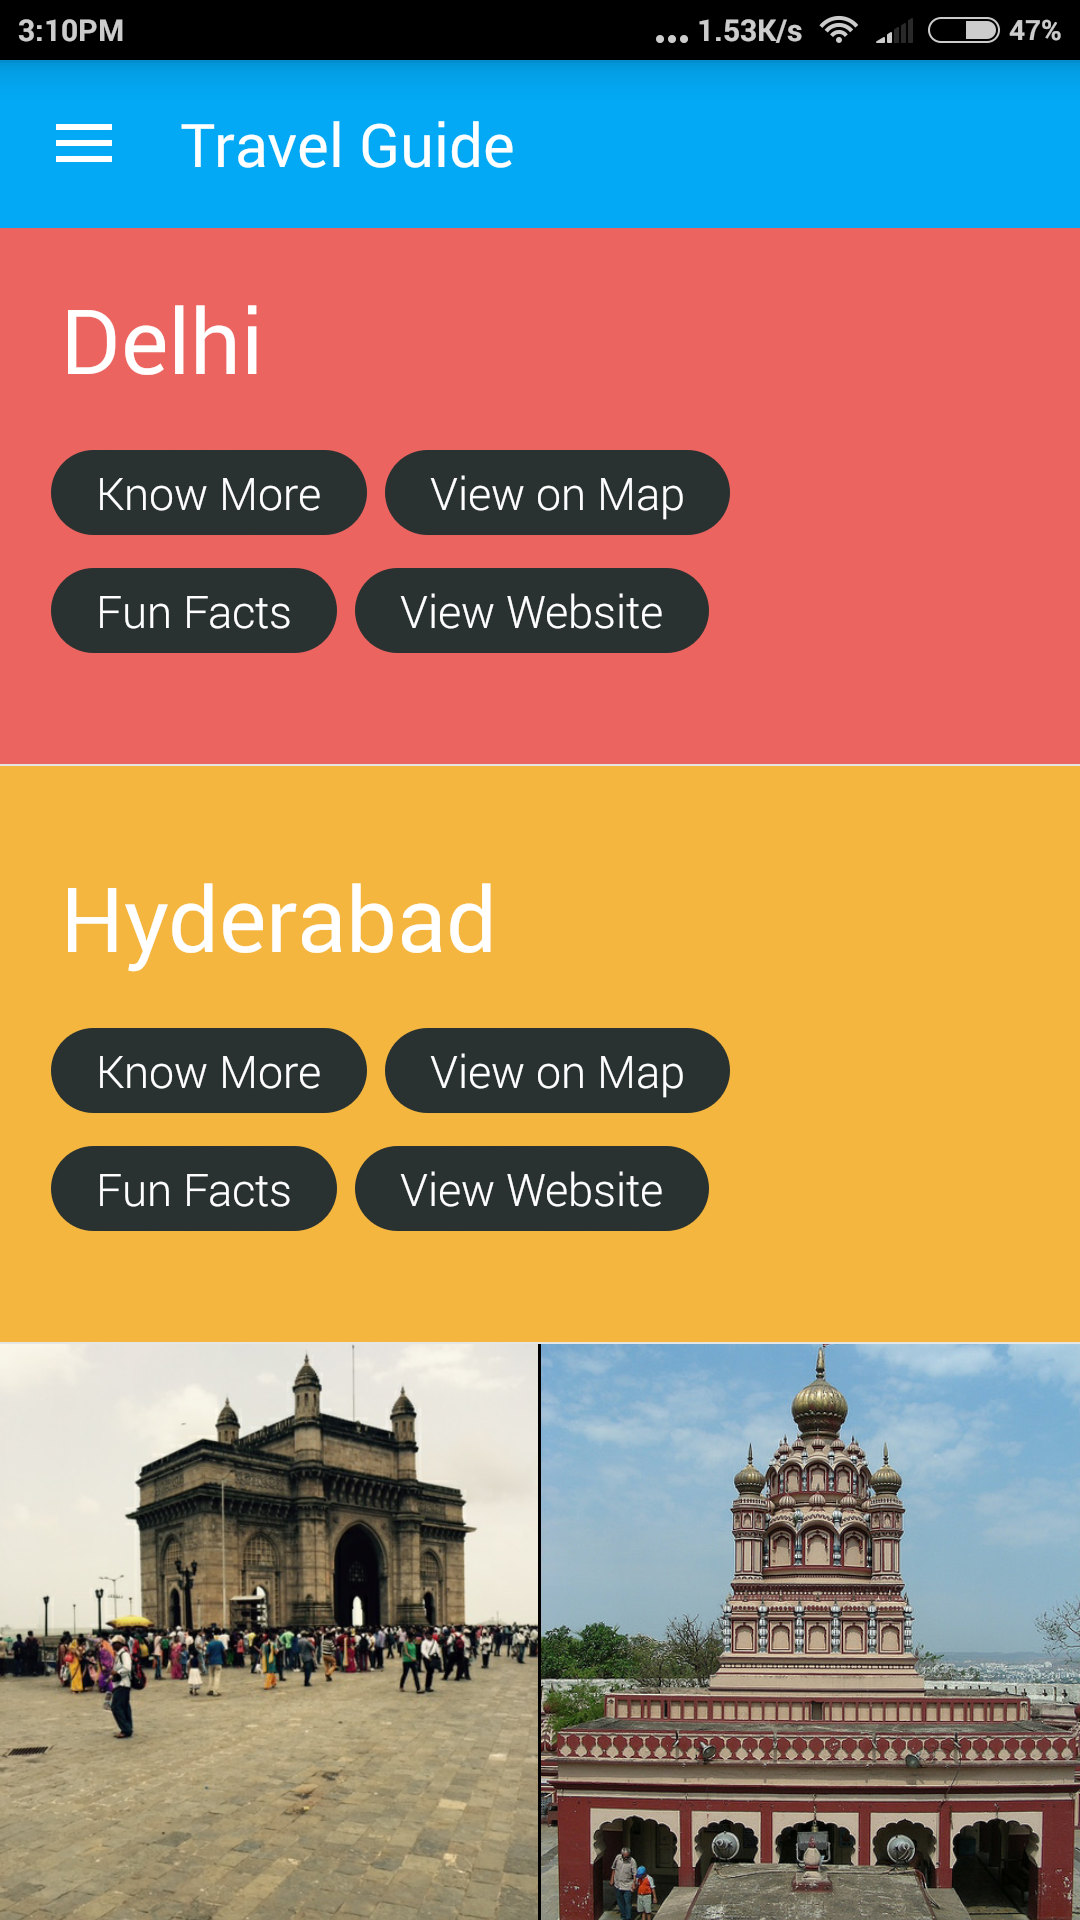 3:10PM ... 1.53K/s 47%
Travel Guide
Delhi
Know More View on Map
Fun Facts View Website
Hyderabad
Know More View on Map
Fun Facts View Website